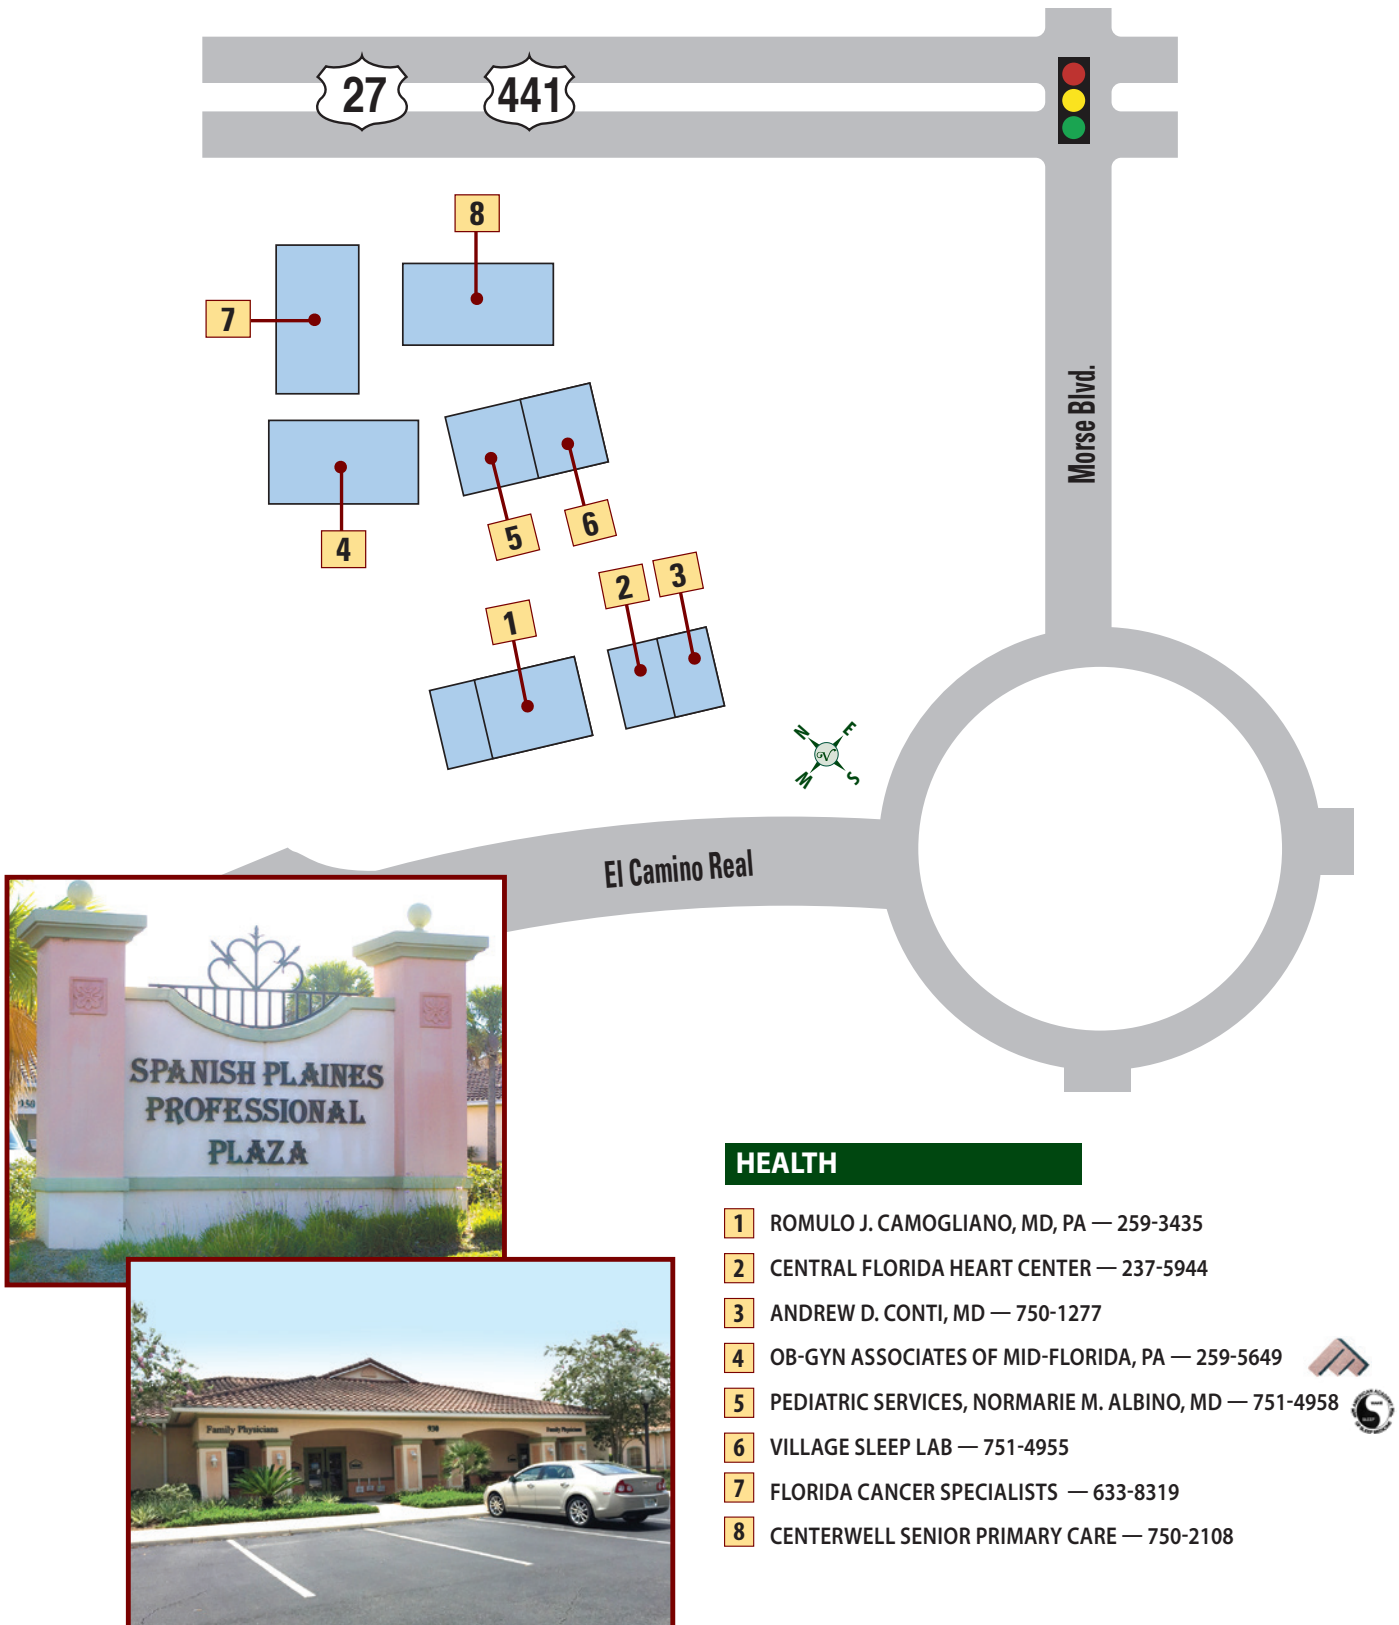 27
441
8
7
Morse Blvd.
5
6
4
2
3
1
N
E
W
S
El Camino Real
SPANISH PLAINES
PROFESSIONAL
PLAZA
950
Family Physicians
930
Family Physicians
HEALTH
1 ROMULO J. CAMOGLIANO, MD, PA — 259-3435
2 CENTRAL FLORIDA HEART CENTER — 237-5944
3 ANDREW D. CONTI, MD — 750-1277
4 OB-GYN ASSOCIATES OF MID-FLORIDA, PA — 259-5649
5 PEDIATRIC SERVICES, NORMARIE M. ALBINO, MD — 751-4958
6 VILLAGE SLEEP LAB — 751-4955
7 FLORIDA CANCER SPECIALISTS — 633-8319
8 CENTERWELL SENIOR PRIMARY CARE — 750-2108